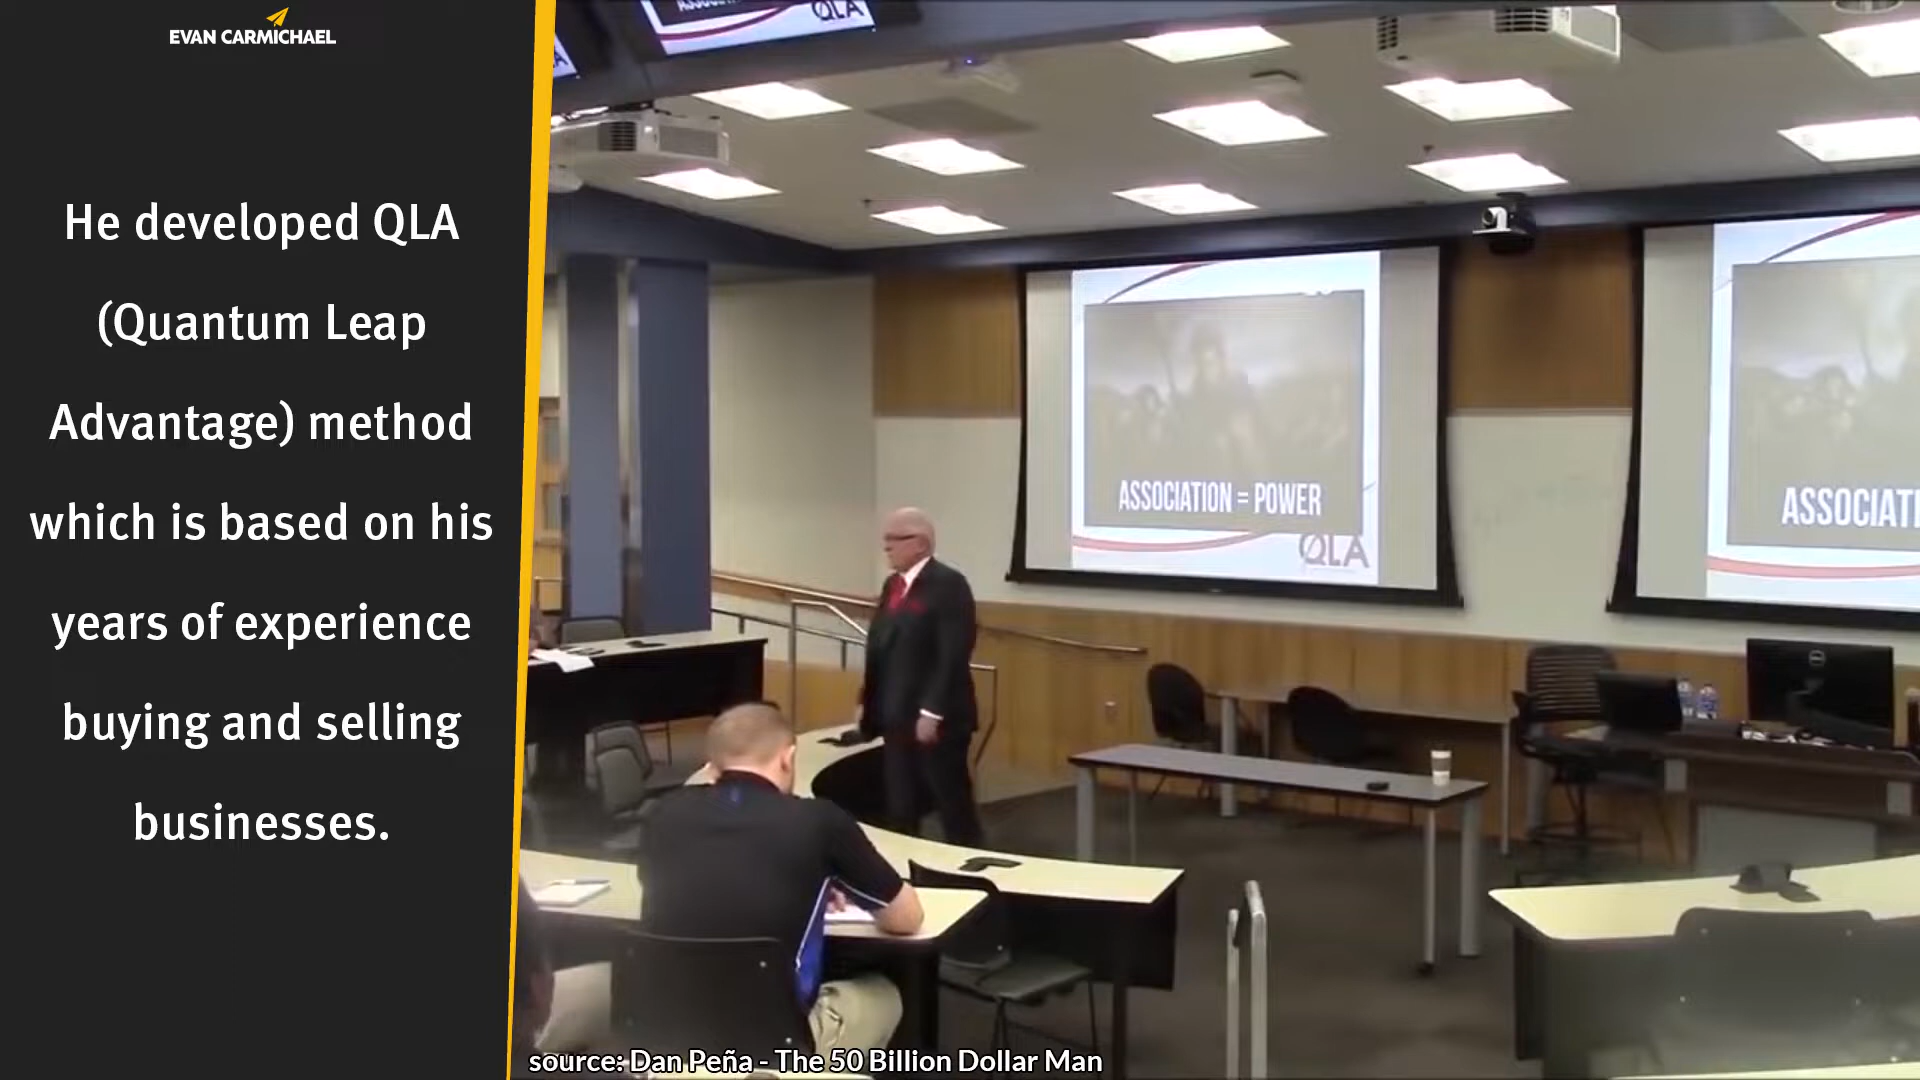 EVAN CARMICHAEL
He developed QLA
(Quantum Leap
Advantage) method
which is based on his
years of experience
buying and selling
businesses.
QLA
ASSOCIATION = POWER
QLA
ASSOCIATI
source: Dan Peña - The 50 Billion Dollar Man